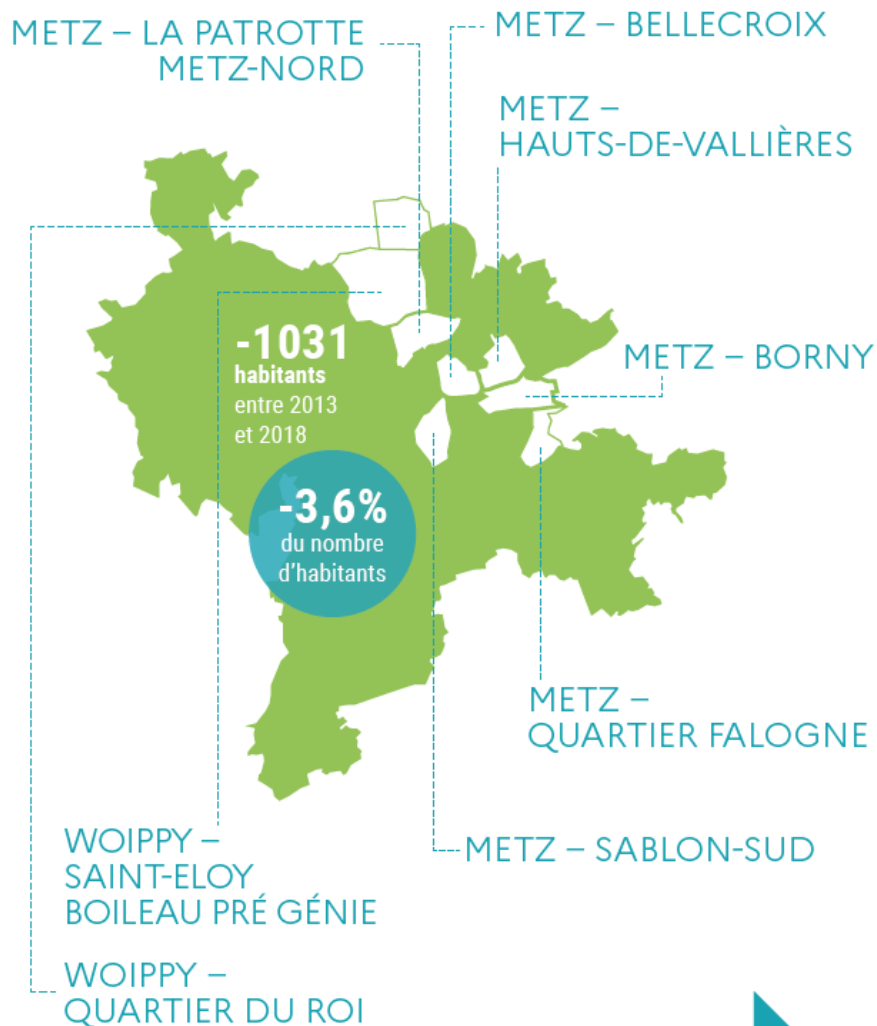 METZ – LA PATROTTE
METZ-NORD
METZ – BELLECROIX
METZ –
HAUTS-DE-VALLIÈRES
-1031
habitants
entre 2013
et 2018
METZ – BORNY
-3,6%
du nombre
d'habitants
METZ –
QUARTIER FALOGNE
WOIPPY –
SAINT-ELOY
BOILEAU PRÉ GÉNIE
METZ – SABLON-SUD
WOIPPY –
QUARTIER DU ROI